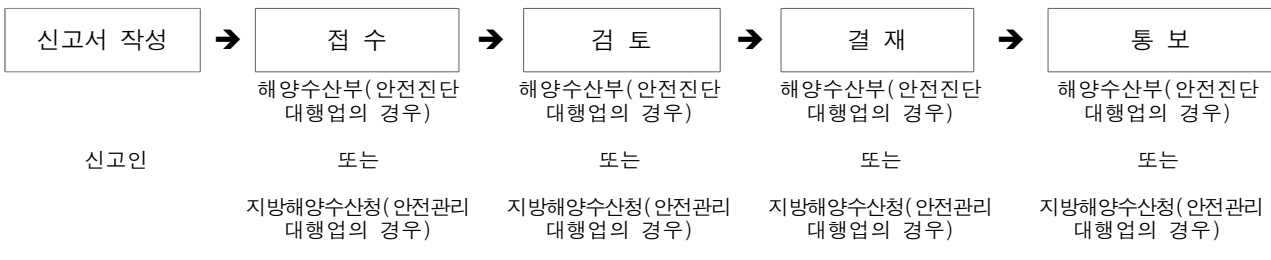 신고서 작성 ➔ 접 수 ➔ 검 토 ➔ 결 재 ➔ 통 보
해양수산부(안전진단 해양수산부(안전진단 해양수산부(안전진단 해양수산부(안전진단
대행업의 경우) 대행업의 경우) 대행업의 경우) 대행업의 경우)
신고인 또는 또는 또는 또는
지방해양수산청(안전관리 지방해양수산청(안전관리 지방해양수산청(안전관리 지방해양수산청(안전관리
대행업의 경우) 대행업의 경우) 대행업의 경우) 대행업의 경우)